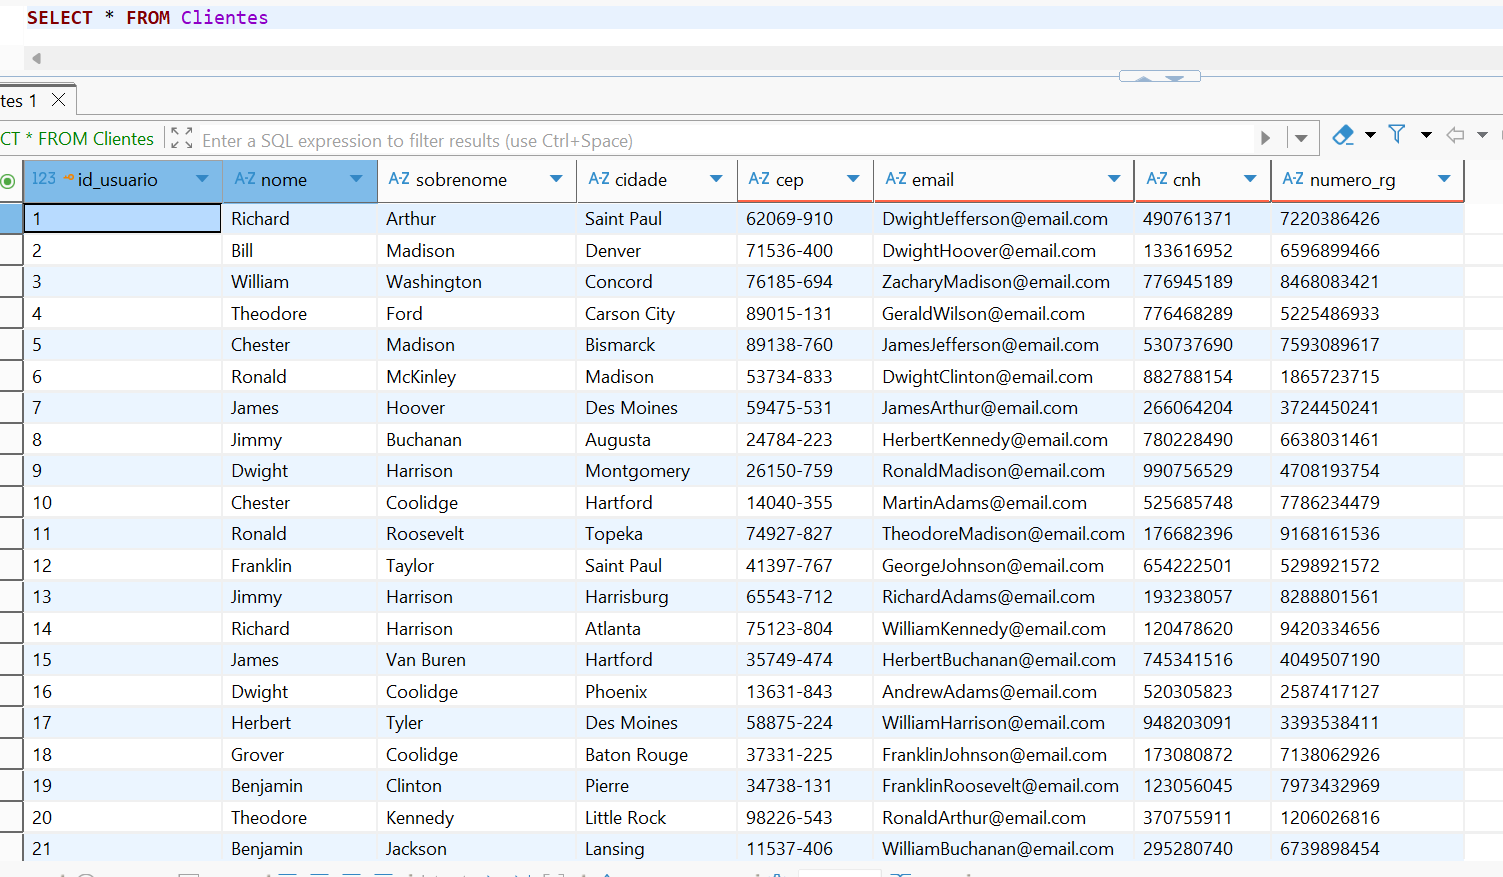 SELECT * FROM Clientes
tes 1
CT * FROM Clientes Enter a SQL expression to filter results (use Ctrl+Space)
123 id_usuario A-Z nome A-Z sobrenome A-Z cidade A-Z cep A-Z email A-Z cnh A-Z numero_rg
1 Richard Arthur Saint Paul 62069-910 DwightJefferson@email.com 490761371 7220386426
2 Bill Madison Denver 71536-400 DwightHoover@email.com 133616952 6596899466
3 William Washington Concord 76185-694 ZacharyMadison@email.com 776945189 8468083421
4 Theodore Ford Carson City 89015-131 GeraldWilson@email.com 776468289 5225486933
5 Chester Madison Bismarck 89138-760 JamesJefferson@email.com 530737690 7593089617
6 Ronald McKinley Madison 53734-833 DwightClinton@email.com 882788154 1865723715
7 James Hoover Des Moines 59475-531 JamesArthur@email.com 266064204 3724450241
8 Jimmy Buchanan Augusta 24784-223 HerbertKennedy@email.com 780228490 6638031461
9 Dwight Harrison Montgomery 26150-759 RonaldMadison@email.com 990756529 4708193754
10 Chester Coolidge Hartford 14040-355 MartinAdams@email.com 525685748 7786234479
11 Ronald Roosevelt Topeka 74927-827 TheodoreMadison@email.com 176682396 9168161536
12 Franklin Taylor Saint Paul 41397-767 GeorgeJohnson@email.com 654222501 5298921572
13 Jimmy Harrison Harrisburg 65543-712 RichardAdams@email.com 193238057 8288801561
14 Richard Harrison Atlanta 75123-804 WilliamKennedy@email.com 120478620 9420334656
15 James Van Buren Hartford 35749-474 HerbertBuchanan@email.com 745341516 4049507190
16 Dwight Coolidge Phoenix 13631-843 AndrewAdams@email.com 520305823 2587417127
17 Herbert Tyler Des Moines 58875-224 WilliamHarrison@email.com 948203091 3393538411
18 Grover Coolidge Baton Rouge 37331-225 FranklinJohnson@email.com 173080872 7138062926
19 Benjamin Clinton Pierre 34738-131 FranklinRoosevelt@email.com 123056045 7973432969
20 Theodore Kennedy Little Rock 98226-543 RonaldArthur@email.com 370755911 1206026816
21 Benjamin Jackson Lansing 11537-406 WilliamBuchanan@email.com 295280740 6739898454